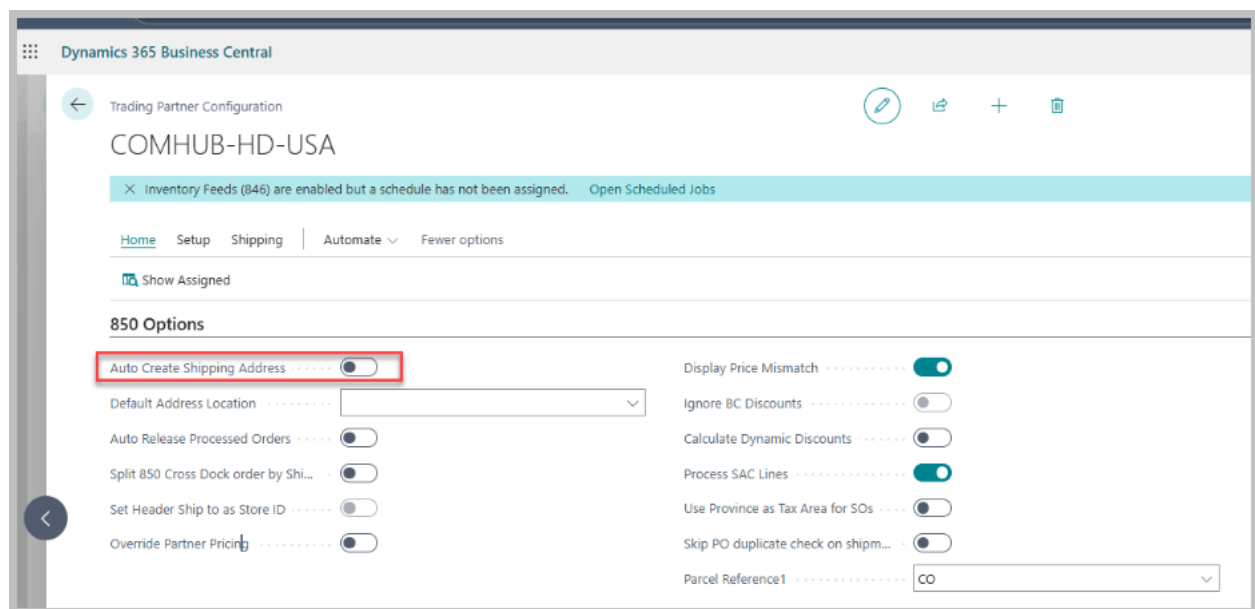 Dynamics 365 Business Central
Trading Partner Configuration
COMHUB-HD-USA
Inventory Feeds (846) are enabled but a schedule has not been assigned. Open Scheduled Jobs
Home Setup Shipping Automate Fewer options
Show Assigned
850 Options
Auto Create Shipping Address
Default Address Location
Auto Release Processed Orders
Split 850 Cross Dock order by Shi...
Set Header Ship to as Store ID
Override Partner Pricing
Display Price Mismatch
Ignore BC Discounts
Calculate Dynamic Discounts
Process SAC Lines
Use Province as Tax Area for SOs
Skip PO duplicate check on shipm...
Parcel Reference1 CO